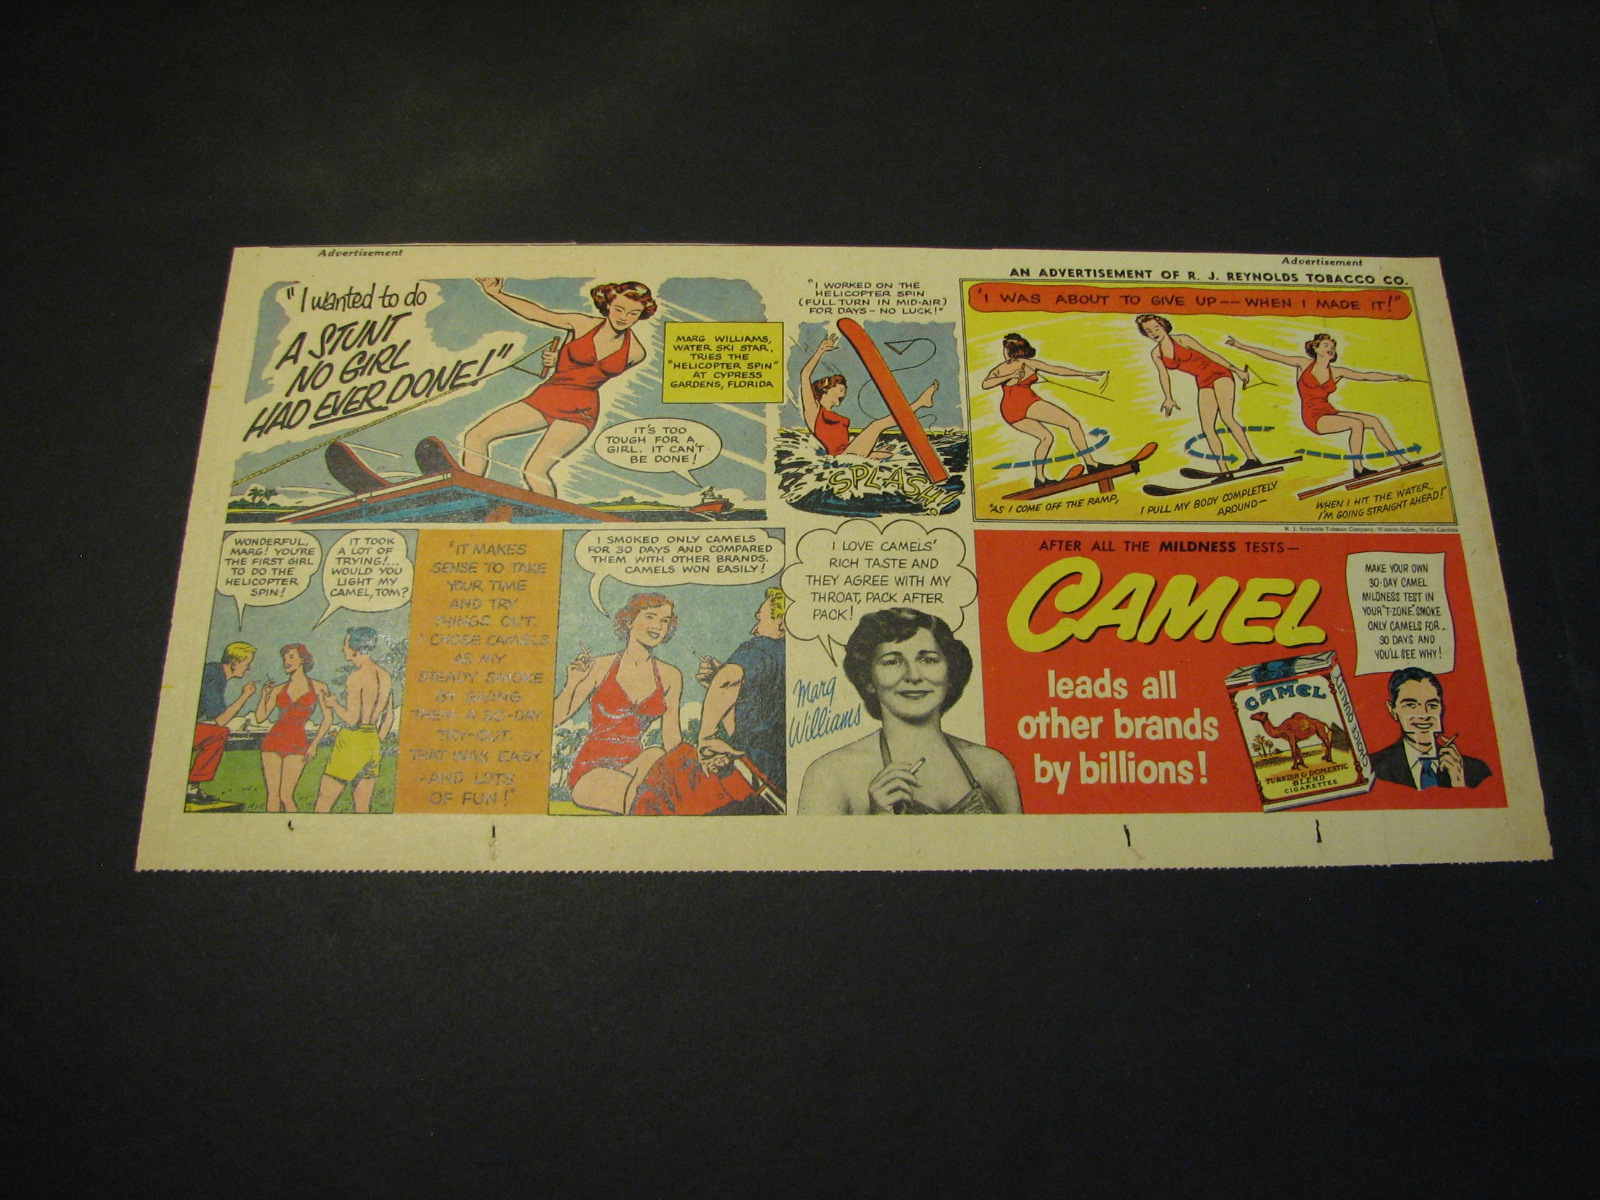 Advertisement
Advertisement
AN ADVERTISEMENT OF R. J. REYNOLDS TOBACCO CO.
"I wanted to do
A STUNT
NO GIRL
HAD EVER DONE!"
MARG WILLIAMS,
WATER SKI STAR,
TRIES THE
"HELICOPTER SPIN"
AT CYPRESS
GARDENS, FLORIDA
IT'S TOO
TOUGH FOR A
GIRL. IT CAN'T
BE DONE!
"I WORKED ON THE
HELICOPTER SPIN
(FULL TURN IN MID-AIR)
FOR DAYS - NO LUCK!"
SPLASH!!
"I WAS ABOUT TO GIVE UP -- WHEN I MADE IT!"
"AS I COME OFF THE RAMP,
I PULL MY BODY COMPLETELY
AROUND -
WHEN I HIT THE WATER,
I'M GOING STRAIGHT AHEAD!"
R. J. Reynolds Tobacco Company, Winston-Salem, North Carolina
WONDERFUL,
MARG! YOU'RE
THE FIRST GIRL
TO DO THE
HELICOPTER
SPIN!
IT TOOK
A LOT OF
TRYING!...
WOULD YOU
LIGHT MY
CAMEL, TOM?
"IT MAKES
SENSE TO TAKE
YOUR TIME
AND TRY
THINGS OUT.
I CHOSE CAMELS
AS MY
STEADY SMOKE
BY GIVING
THEM A 30-DAY
TRY-OUT.
THAT WAS EASY
- AND LOTS
OF FUN!"
I SMOKED ONLY CAMELS
FOR 30 DAYS AND COMPARED
THEM WITH OTHER BRANDS.
CAMELS WON EASILY!
I LOVE CAMELS'
RICH TASTE AND
THEY AGREE WITH MY
THROAT, PACK AFTER
PACK!
Marg
Williams
AFTER ALL THE MILDNESS TESTS -
CAMEL
leads all
other brands
by billions!
CAMEL
TURKISH & DOMESTIC
BLEND
CIGARETTES
CHOICE QUALITY
MAKE YOUR OWN
30-DAY CAMEL
MILDNESS TEST IN
YOUR "T-ZONE". SMOKE
ONLY CAMELS FOR
30 DAYS AND
YOU'LL SEE WHY!